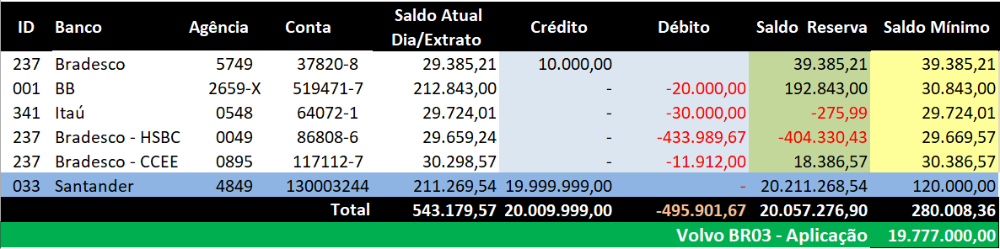 ID Banco Agência Conta Saldo Atual Dia/Extrato Crédito Débito Saldo Reserva Saldo Mínimo
237 Bradesco 5749 37820-8 29.385,21 10.000,00 39.385,21 39.385,21
001 BB 2659-X 519471-7 212.843,00 - -20.000,00 192.843,00 30.843,00
341 Itaú 0548 64072-1 29.724,01 - -30.000,00 -275,99 29.724,01
237 Bradesco - HSBC 0049 86808-6 29.659,24 - -433.989,67 -404.330,43 29.669,57
237 Bradesco - CCEE 0895 117112-7 30.298,57 - -11.912,00 18.386,57 30.386,57
033 Santander 4849 130003244 211.269,54 19.999.999,00 - 20.211.268,54 120.000,00
Total 543.179,57 20.009.999,00 -495.901,67 20.057.276,90 280.008,36
Volvo BR03 - Aplicação 19.777.000,00